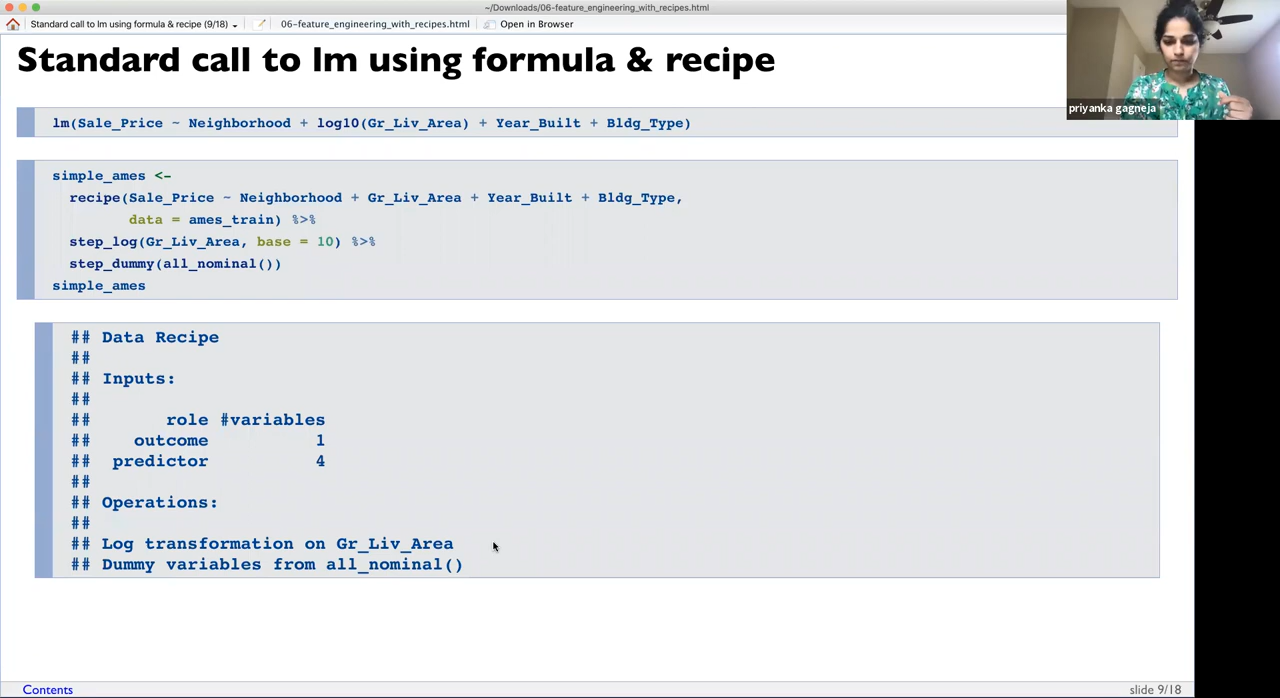 ~/Downloads/06-feature_engineering_with_recipes.html
Standard call to lm using formula & recipe (9/18)
06-feature_engineering_with_recipes.html
Open in Browser
Standard call to lm using formula & recipe
priyanka gagneja
lm(Sale_Price ~ Neighborhood + log10(Gr_Liv_Area) + Year_Built + Bldg_Type)
simple_ames <-
recipe(Sale_Price ~ Neighborhood + Gr_Liv_Area + Year_Built + Bldg_Type,
data = ames_train) %>%
step_log(Gr_Liv_Area, base = 10) %>%
step_dummy(all_nominal())
simple_ames
## Data Recipe
##
## Inputs:
##
## role #variables
## outcome 1
## predictor 4
##
## Operations:
##
## Log transformation on Gr_Liv_Area
## Dummy variables from all_nominal()
Contents
slide 9/18